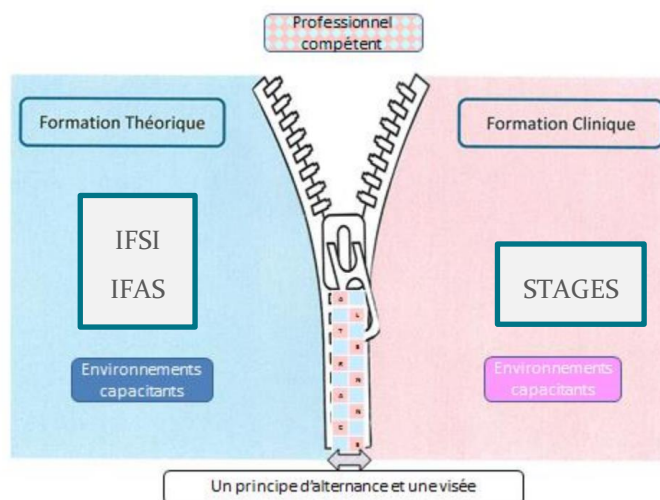 Professionnel
compétent
Formation Théorique
Formation Clinique
IFSI
IFAS
STAGES
Environnements
capacitants
Environnements
capacitants
Un principe d'alternance et une visée